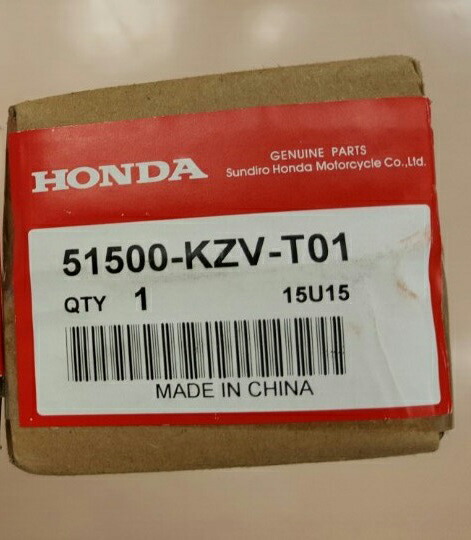 HONDA
GENUINE PARTS
Sundiro Honda Motorcycle Co.,Ltd.
51500-KZV-T01
QTY 1 15U15
MADE IN CHINA